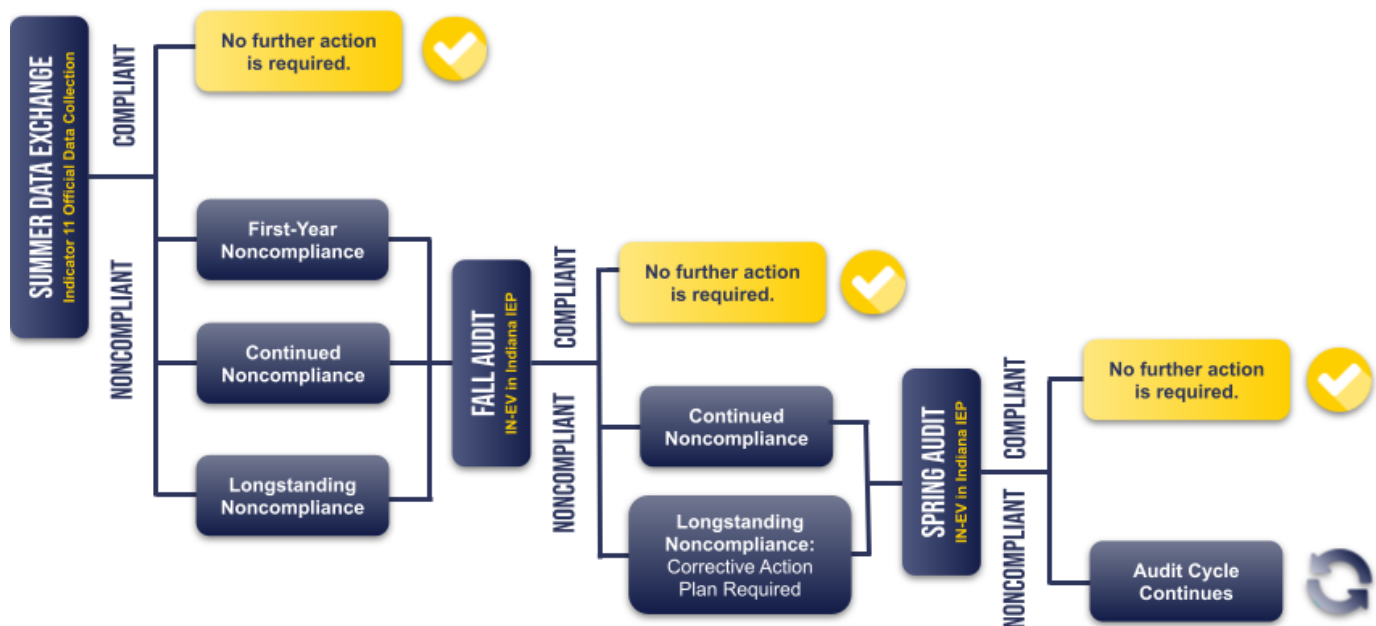 SUMMER DATA EXCHANGE
Indicator 11 Official Data Collection
COMPLIANT
No further action
is required.
NONCOMPLIANT
First-Year
Noncompliance
Continued
Noncompliance
Longstanding
Noncompliance
FALL AUDIT
IN-EV in Indiana IEP
COMPLIANT
No further action
is required.
NONCOMPLIANT
Continued
Noncompliance
Longstanding
Noncompliance:
Corrective Action
Plan Required
SPRING AUDIT
IN-EV in Indiana IEP
COMPLIANT
No further action
is required.
NONCOMPLIANT
Audit Cycle
Continues